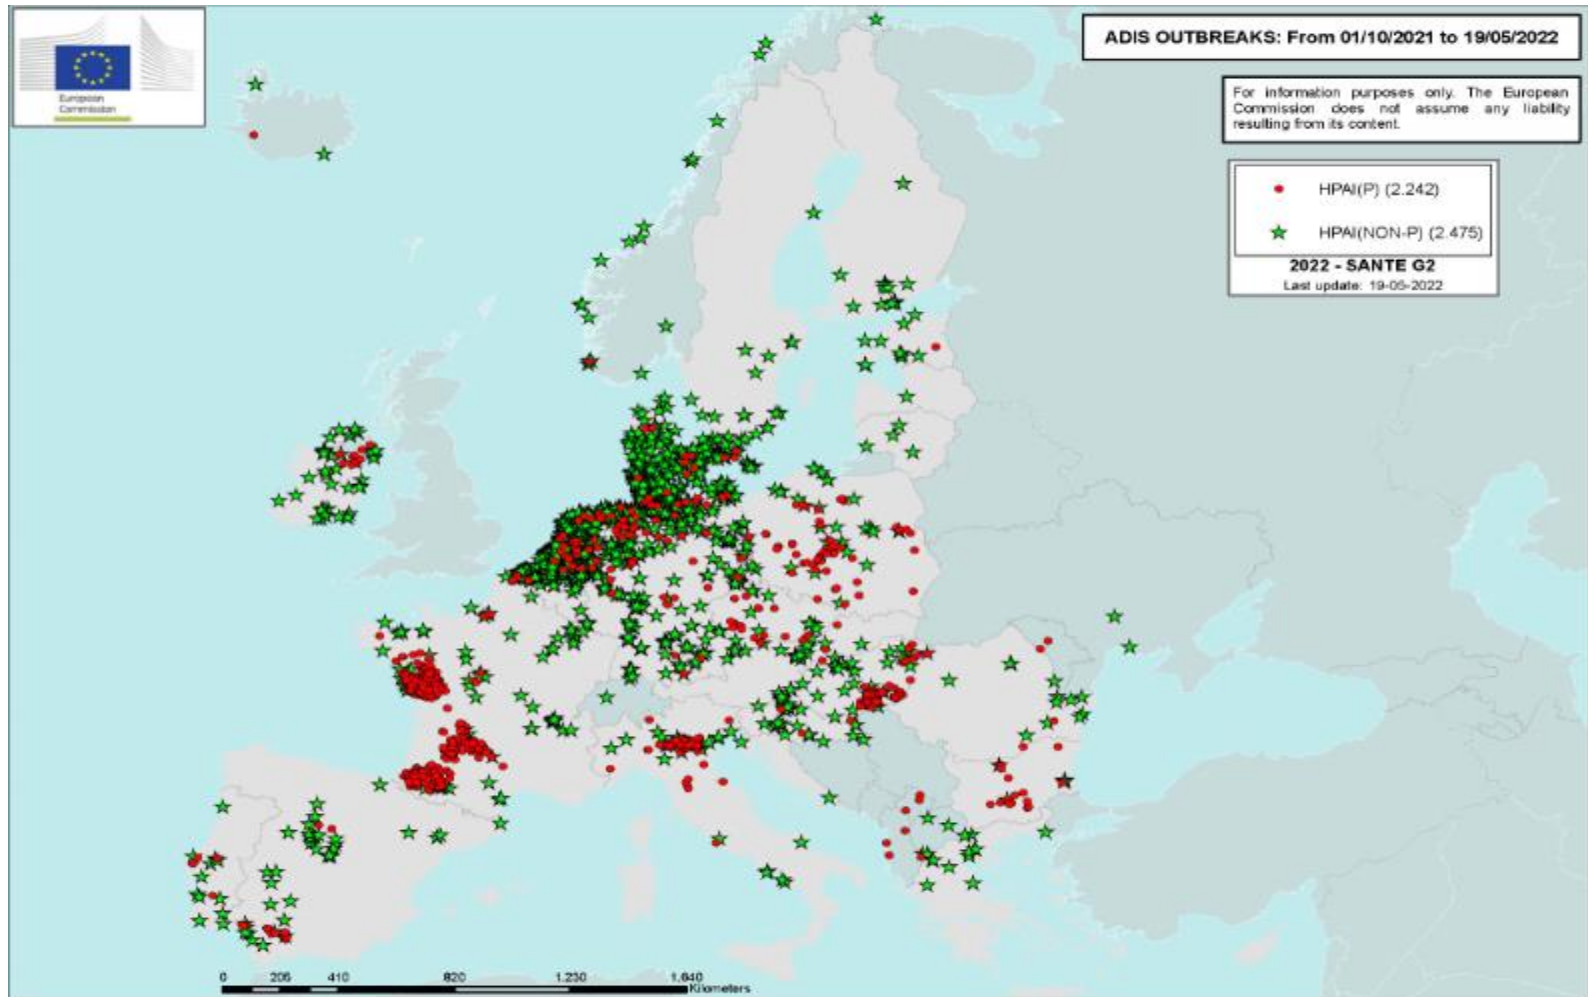 European
Commission
ADIS OUTBREAKS: From 01/10/2021 to 19/05/2022
For information purposes only. The European
Commission does not assume any liability
resulting from its content.
HPAI(P) (2.242)
HPAI(NON-P) (2.475)
2022 - SANTE G2
Last update: 19-05-2022
0 205 410 820 1.230 1.640
Kilometers